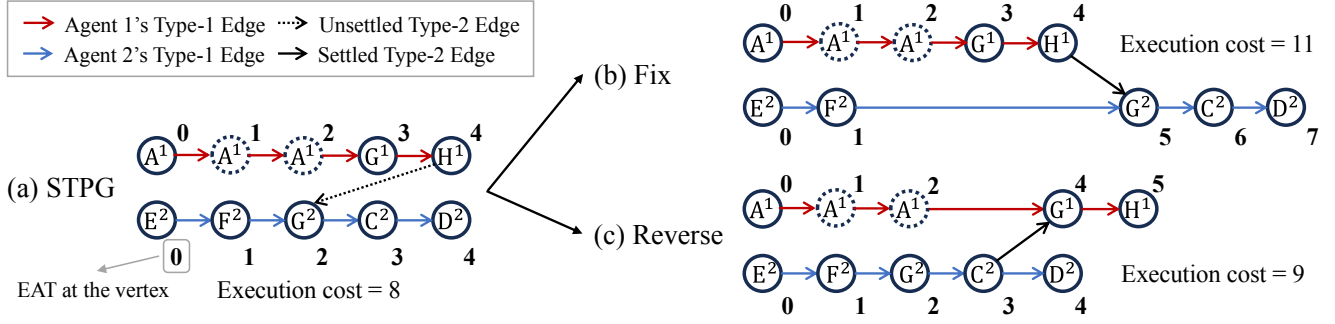 Agent 1's Type-1 Edge Unsettled Type-2 Edge
Agent 2's Type-1 Edge Settled Type-2 Edge
(a) STPG
0 1 2 3 4
A¹ A¹ A¹ G¹ H¹
E² F² G² C² D²
0 1 2 3 4
EAT at the vertex
Execution cost = 8
(b) Fix
0 1 2 3 4
A¹ A¹ A¹ G¹ H¹
Execution cost = 11
E² F² G² C² D²
0 1 5 6 7
(c) Reverse
0 1 2 4 5
A¹ A¹ A¹ G¹ H¹
E² F² G² C² D²
Execution cost = 9
0 1 2 3 4